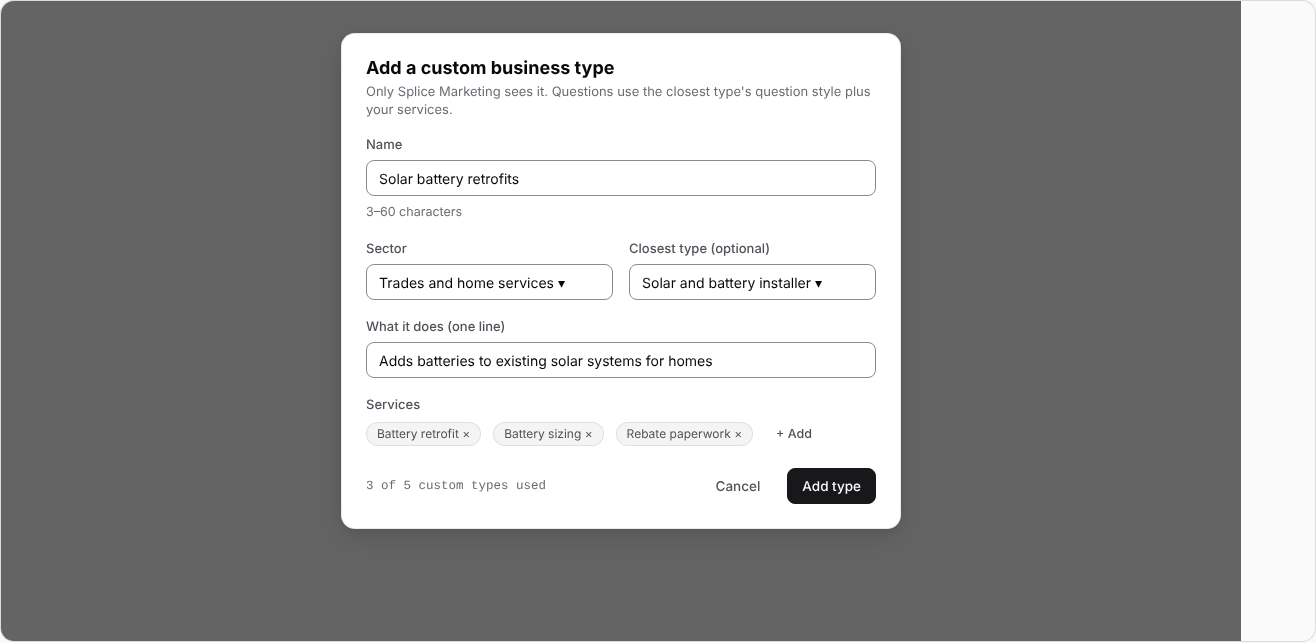 Add a custom business type
Only Splice Marketing sees it. Questions use the closest type's question style plus
your services.
Name
Solar battery retrofits
3–60 characters
Sector
Closest type (optional)
Trades and home services ▾
Solar and battery installer ▾
What it does (one line)
Adds batteries to existing solar systems for homes
Services
Battery retrofit × Battery sizing × Rebate paperwork × + Add
3 of 5 custom types used
Cancel
Add type